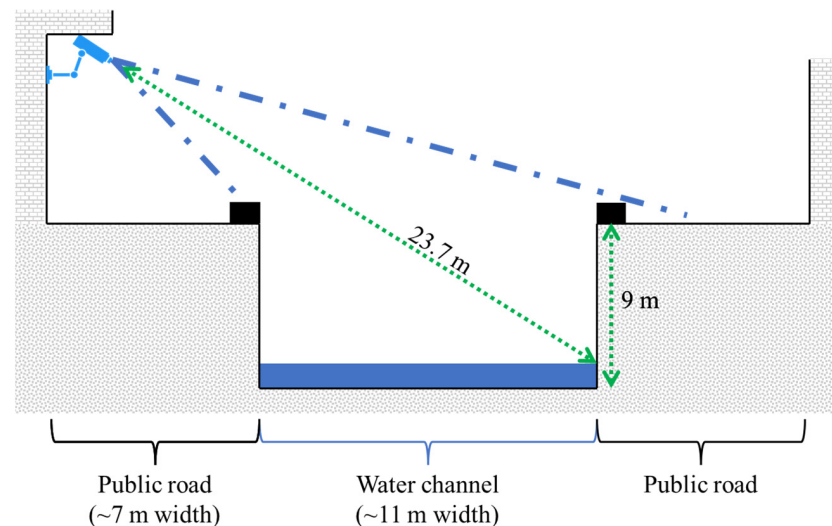 23.7 m
9 m
Public road
(~7 m width)
Water channel
(~11 m width)
Public road